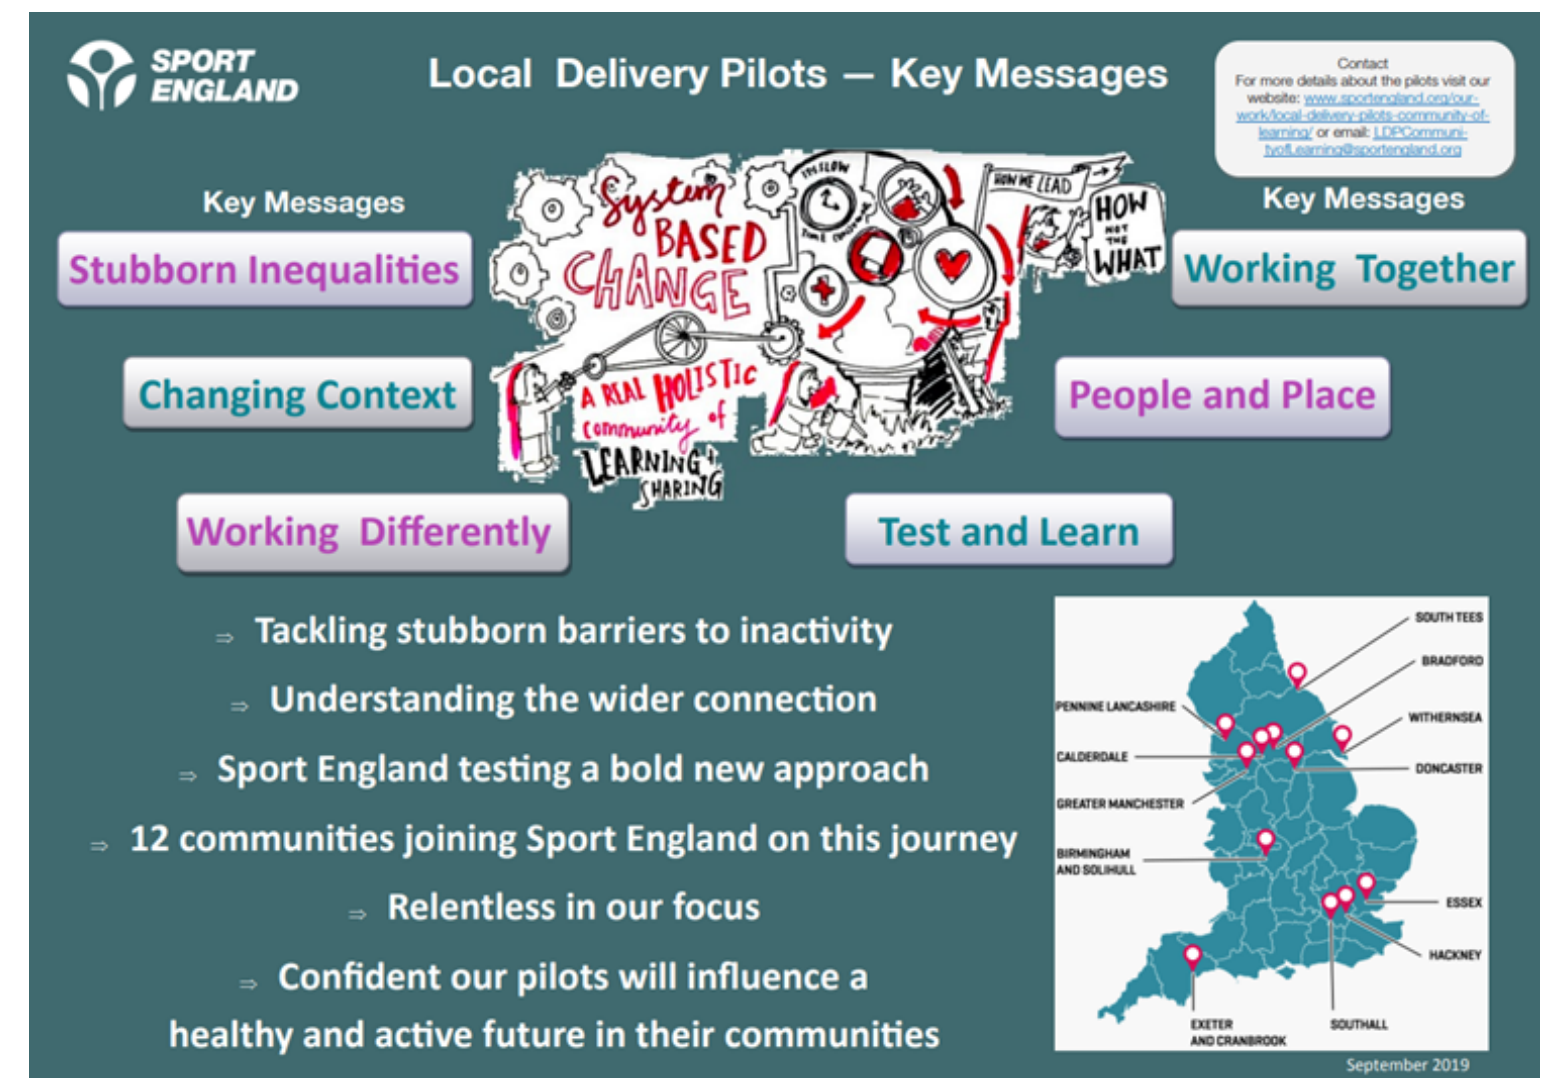 SPORT
ENGLAND
Local Delivery Pilots — Key Messages
Contact
For more details about the pilots visit our
website: www.sportengland.org/our-
work/local-delivery-pilots-community-of-
learning/ or email: LDPCommuni-
tyofLearning@sportengland.org
Key Messages
Key Messages
Stubborn Inequalities
Changing Context
Working Differently
System
BASED
CHANGE
A REAL HOLISTIC
community of
LEARNING +
SHARING
SLOW
TIME
HOW WE LEAD
HOW
NOT
THE
WHAT
Working Together
People and Place
Test and Learn
⇒ Tackling stubborn barriers to inactivity
⇒ Understanding the wider connection
⇒ Sport England testing a bold new approach
⇒ 12 communities joining Sport England on this journey
⇒ Relentless in our focus
⇒ Confident our pilots will influence a
healthy and active future in their communities
SOUTH TEES
BRADFORD
PENNINE LANCASHIRE
WITHERNSEA
CALDERDALE
DONCASTER
GREATER MANCHESTER
BIRMINGHAM
AND SOLIHULL
ESSEX
HACKNEY
EXETER
AND CRANBROOK
SOUTHALL
September 2019